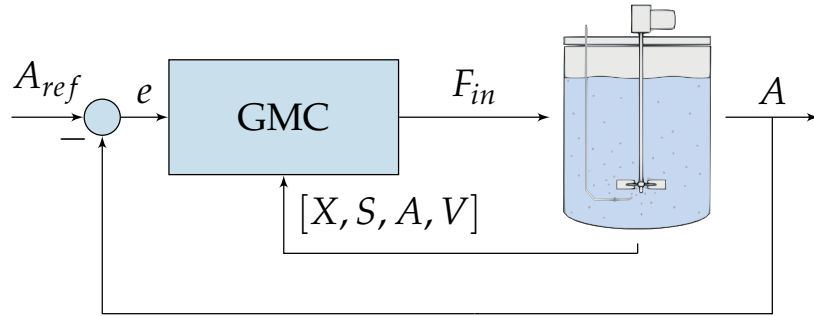 A_ref
e
GMC
F_in
A
−
[X, S, A, V]